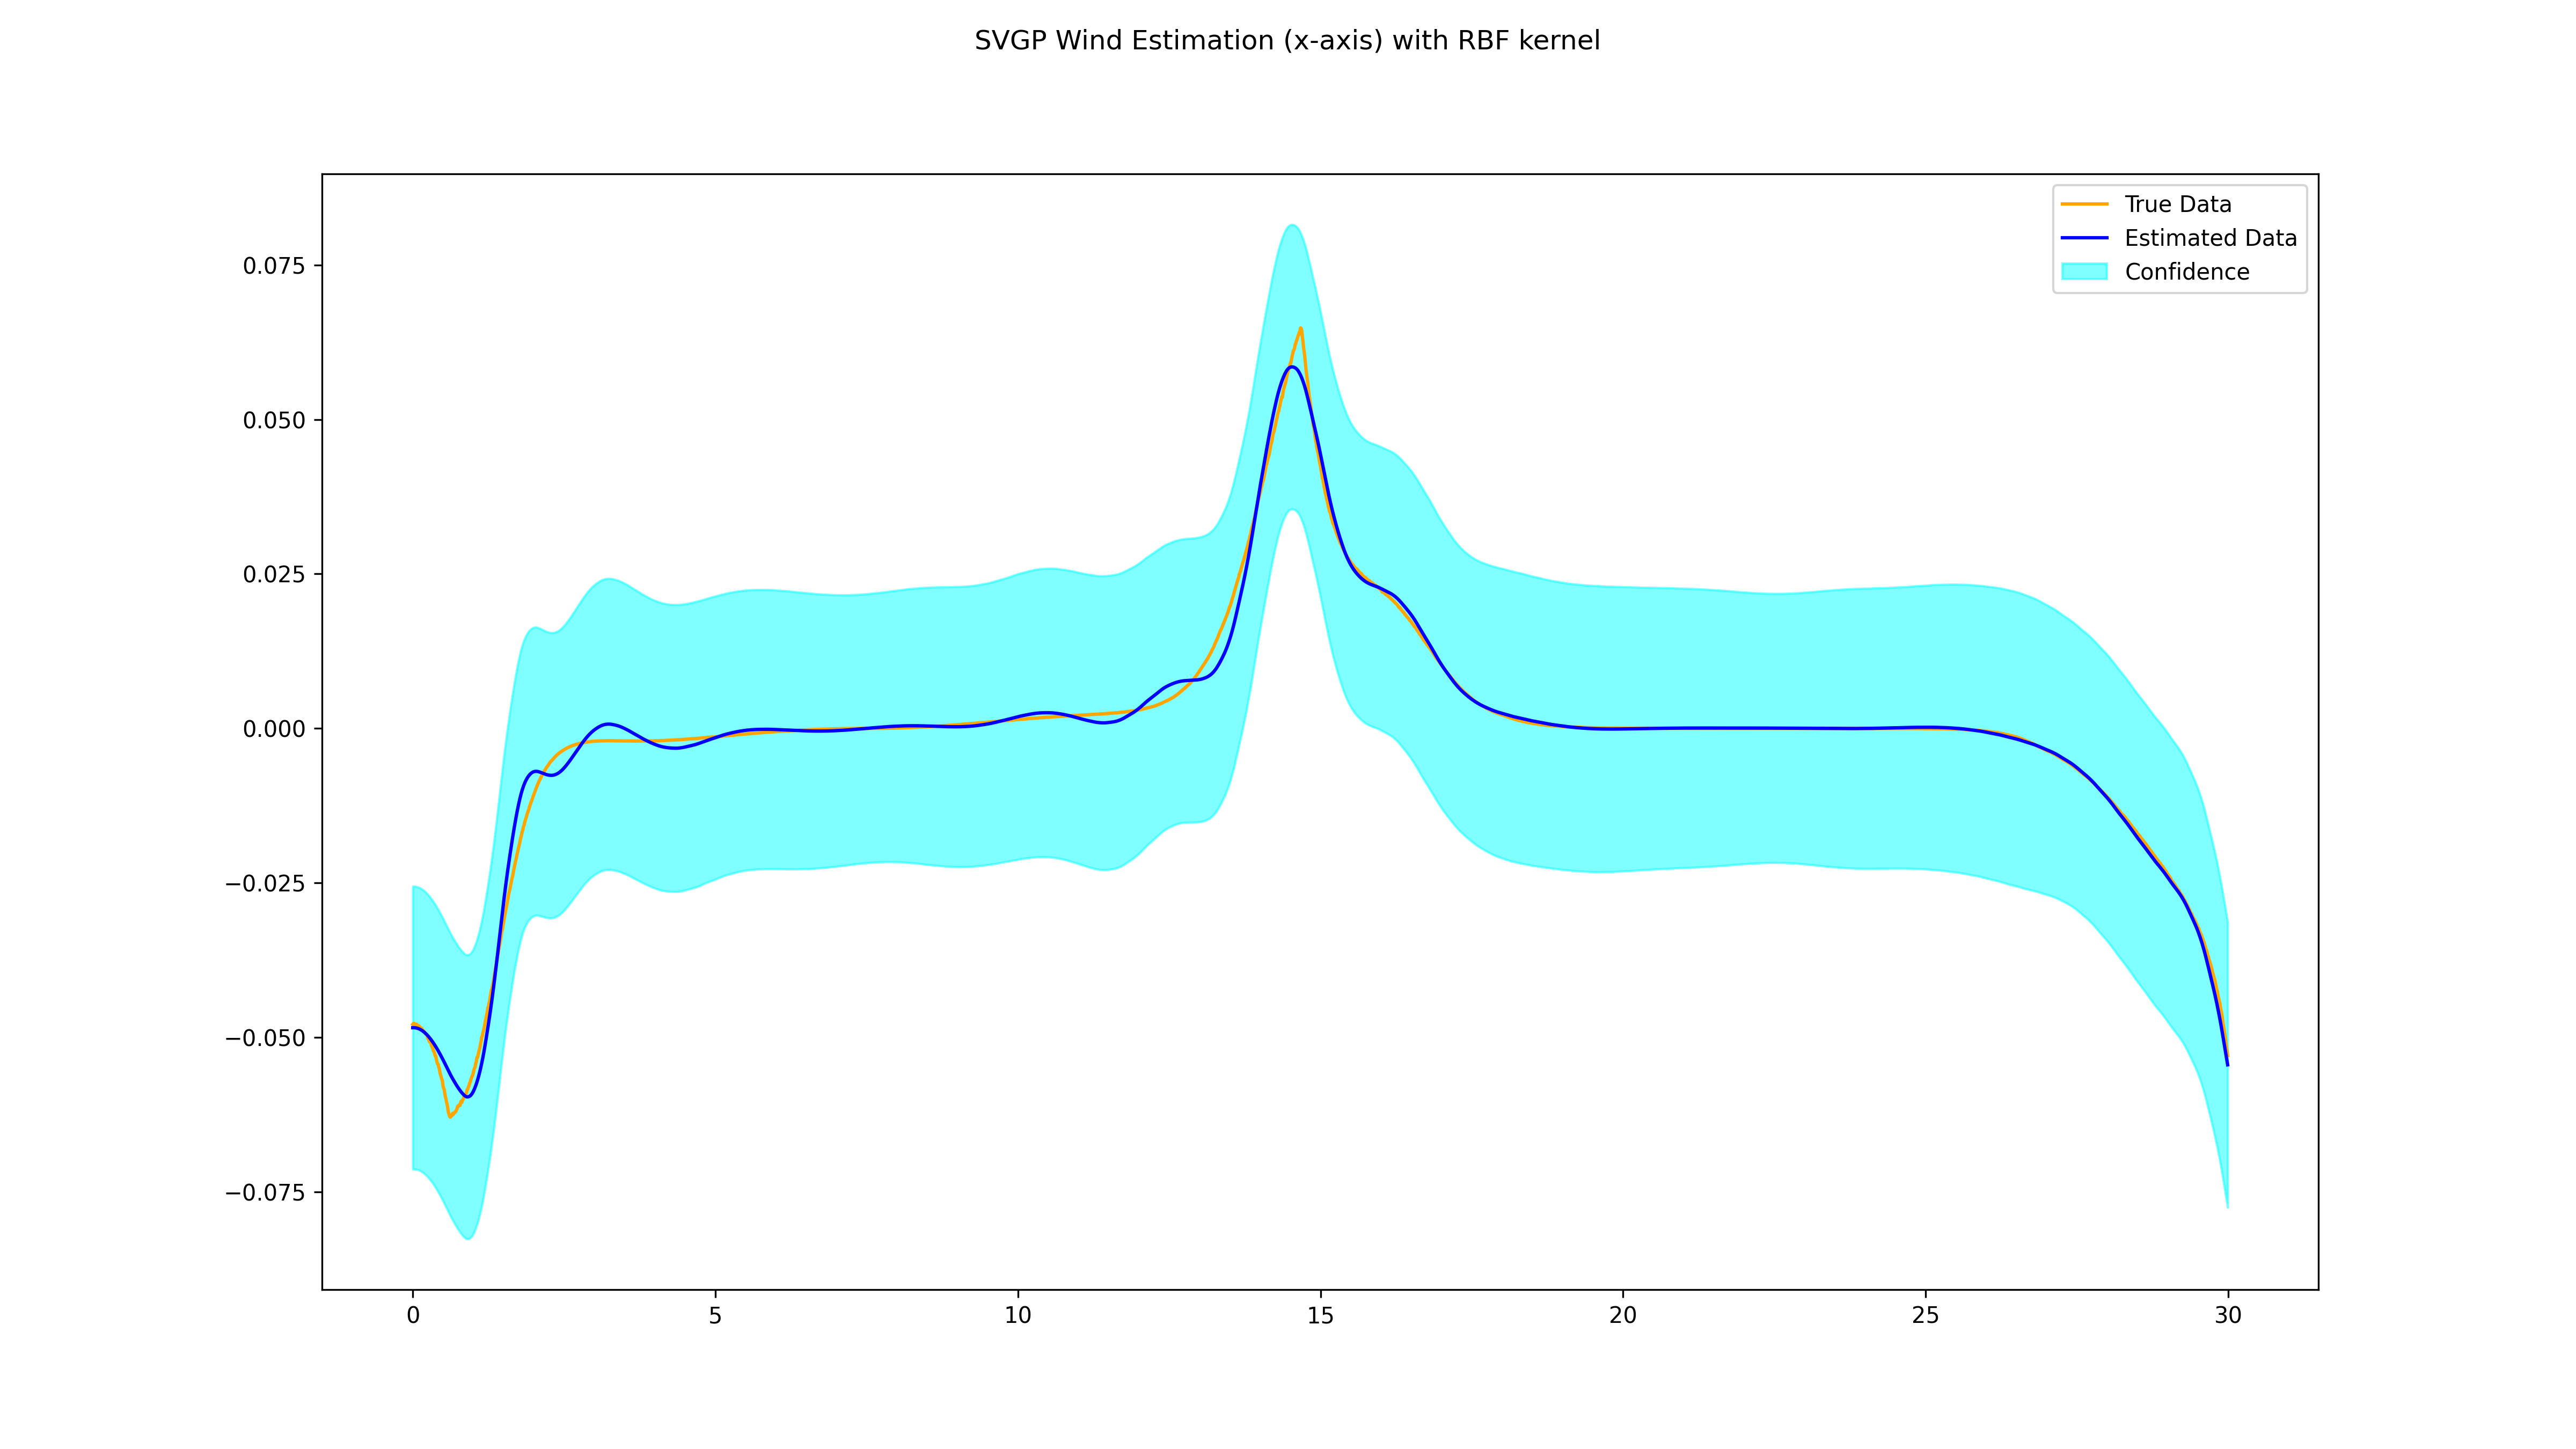 SVGP Wind Estimation (x-axis) with RBF kernel
True Data
Estimated Data
Confidence
0.075
0.050
0.025
0.000
−0.025
−0.050
−0.075
0 5 10 15 20 25 30